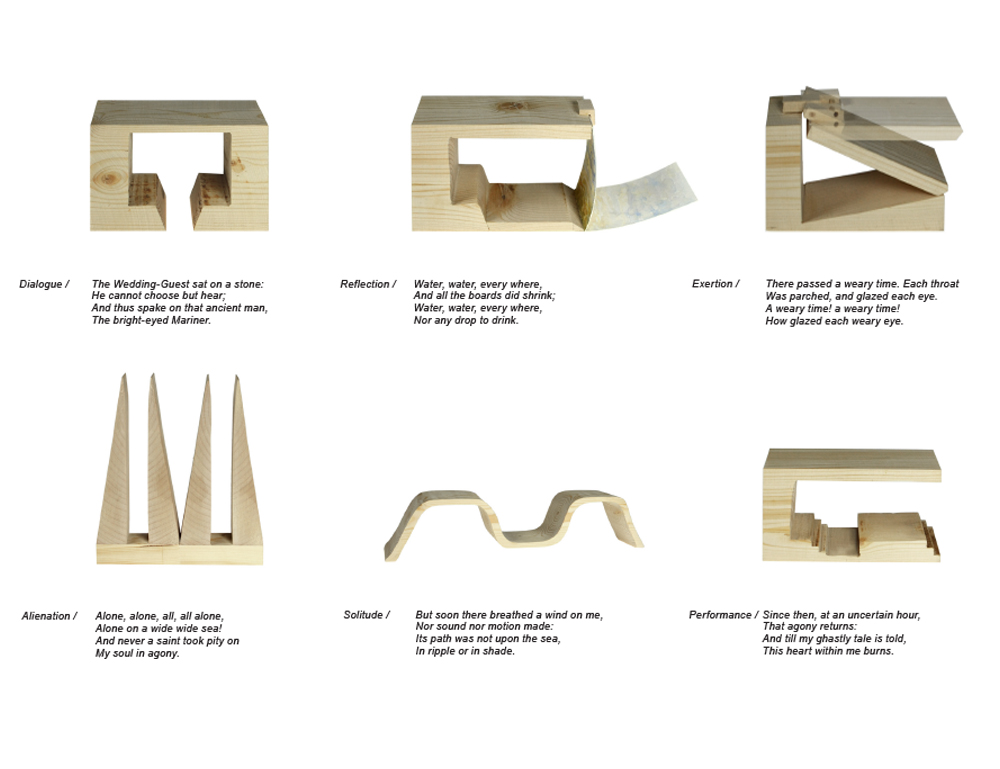 Dialogue / The Wedding-Guest sat on a stone:
He cannot choose but hear;
And thus spake on that ancient man,
The bright-eyed Mariner.
Reflection / Water, water, every where,
And all the boards did shrink;
Water, water, every where,
Nor any drop to drink.
Exertion / There passed a weary time. Each throat
Was parched, and glazed each eye.
A weary time! a weary time!
How glazed each weary eye.
Alienation / Alone, alone, all, all alone,
Alone on a wide wide sea!
And never a saint took pity on
My soul in agony.
Solitude / But soon there breathed a wind on me,
Nor sound nor motion made:
Its path was not upon the sea,
In ripple or in shade.
Performance / Since then, at an uncertain hour,
That agony returns:
And till my ghastly tale is told,
This heart within me burns.